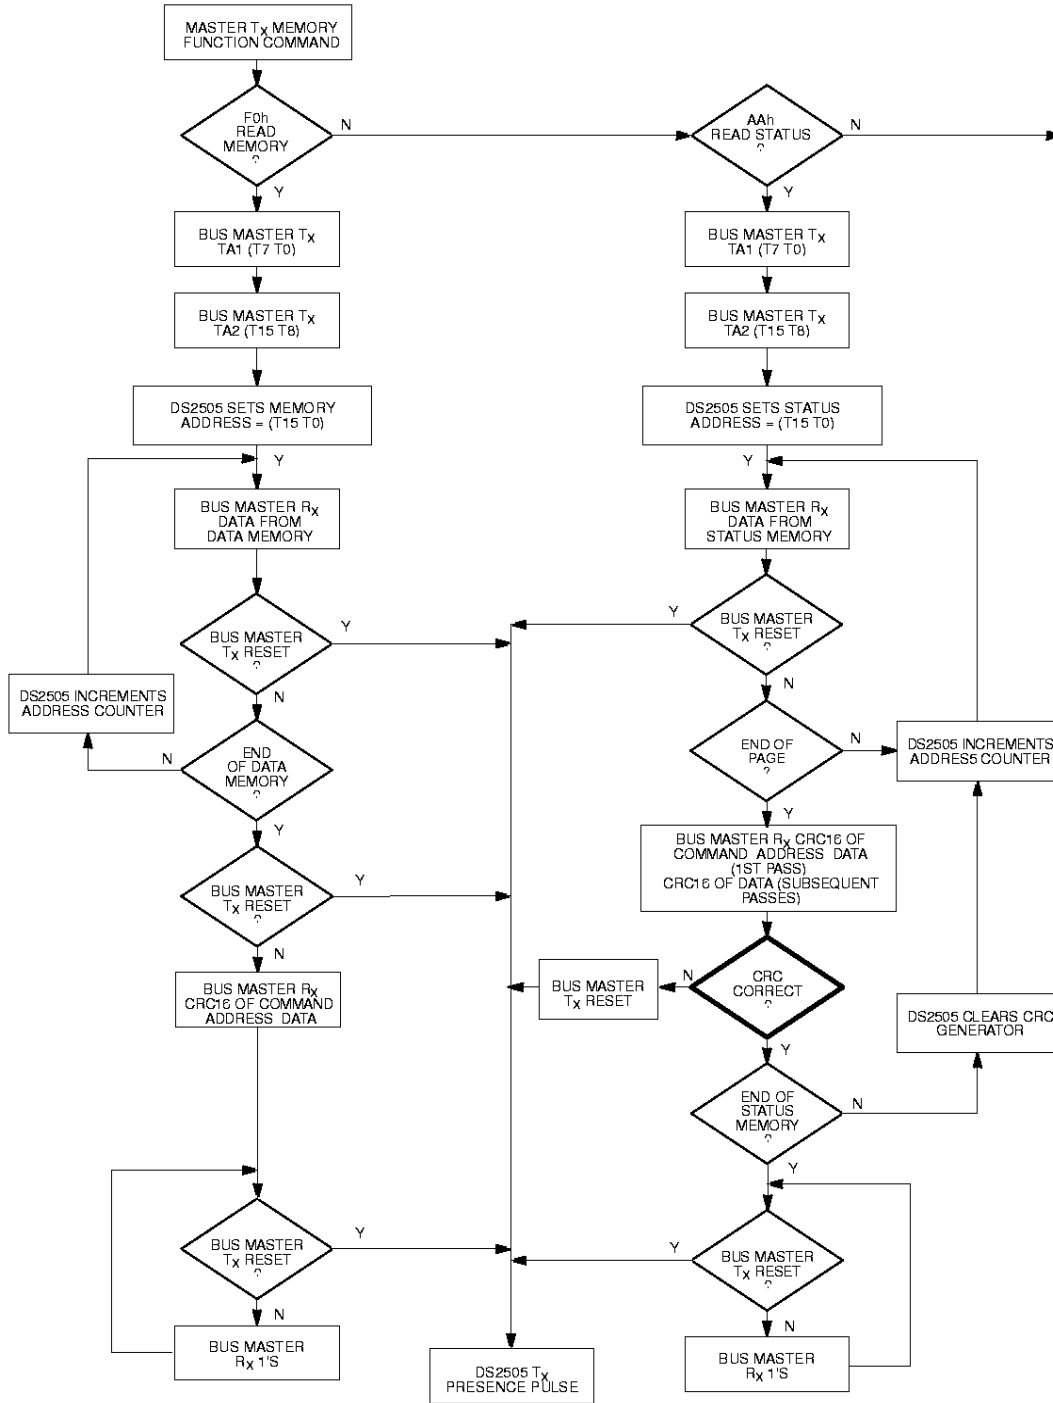 MASTER TX MEMORY
FUNCTION COMMAND
F0h
READ
MEMORY
?
N
Y
BUS MASTER TX
TA1 (T7 T0)
BUS MASTER TX
TA2 (T15 T8)
DS2505 SETS MEMORY
ADDRESS = (T15 T0)
Y
BUS MASTER RX
DATA FROM
DATA MEMORY
BUS MASTER
TX RESET
?
Y
N
DS2505 INCREMENTS
ADDRESS COUNTER
N
END
OF DATA
MEMORY
?
Y
BUS MASTER
TX RESET
?
Y
N
BUS MASTER RX
CRC16 OF COMMAND
ADDRESS DATA
BUS MASTER
TX RESET
?
Y
N
BUS MASTER
RX 1'S
AAh
READ STATUS
?
N
Y
BUS MASTER TX
TA1 (T7 T0)
BUS MASTER TX
TA2 (T15 T8)
DS2505 SETS STATUS
ADDRESS = (T15 T0)
Y
BUS MASTER RX
DATA FROM
STATUS MEMORY
Y
BUS MASTER
TX RESET
?
N
END OF
PAGE
?
N
DS2505 INCREMENTS
ADDRES5 COUNTER
Y
BUS MASTER RX CRC16 OF
COMMAND ADDRESS DATA
(1ST PASS)
CRC16 OF DATA (SUBSEQUENT
PASSES)
CRC
CORRECT
?
N
BUS MASTER
TX RESET
Y
DS2505 CLEARS CRC
GENERATOR
END OF
STATUS
MEMORY
?
N
Y
Y
BUS MASTER
TX RESET
?
N
BUS MASTER
RX 1'S
DS2505 TX
PRESENCE PULSE